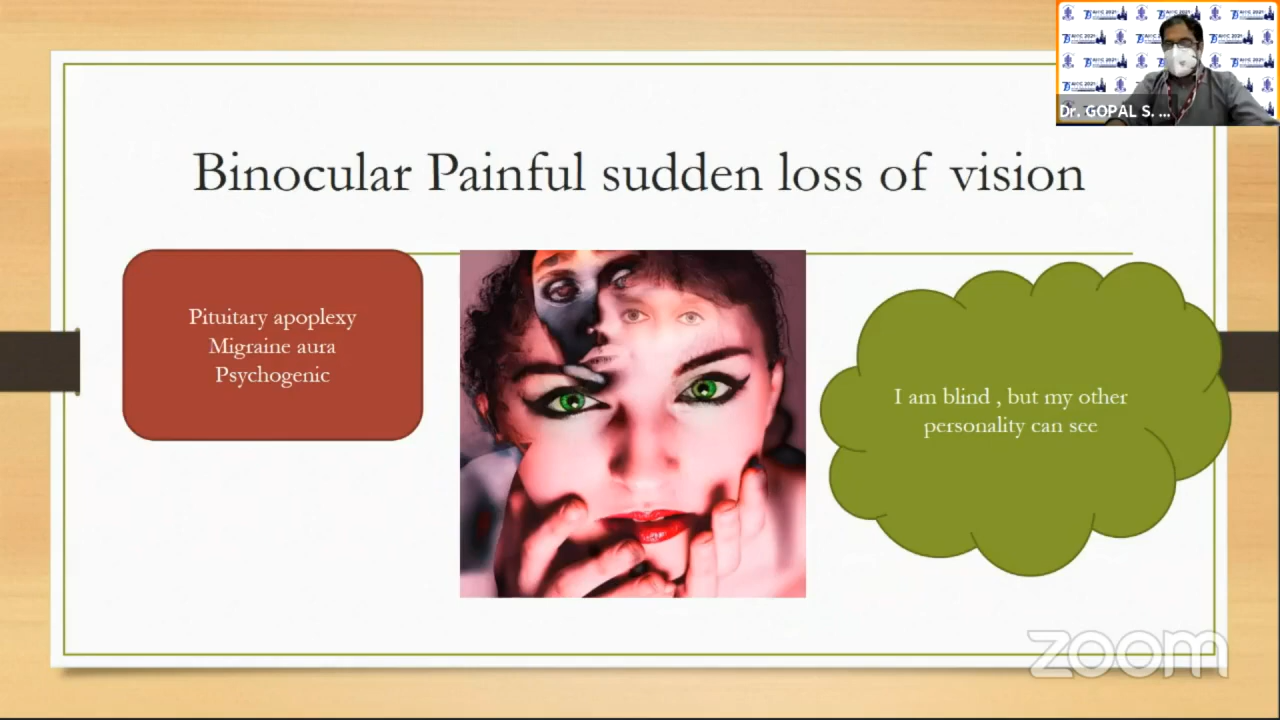 Binocular Painful sudden loss of vision
Pituitary apoplexy
Migraine aura
Psychogenic
I am blind , but my other
personality can see
Dr. GOPAL S. ...
zoom